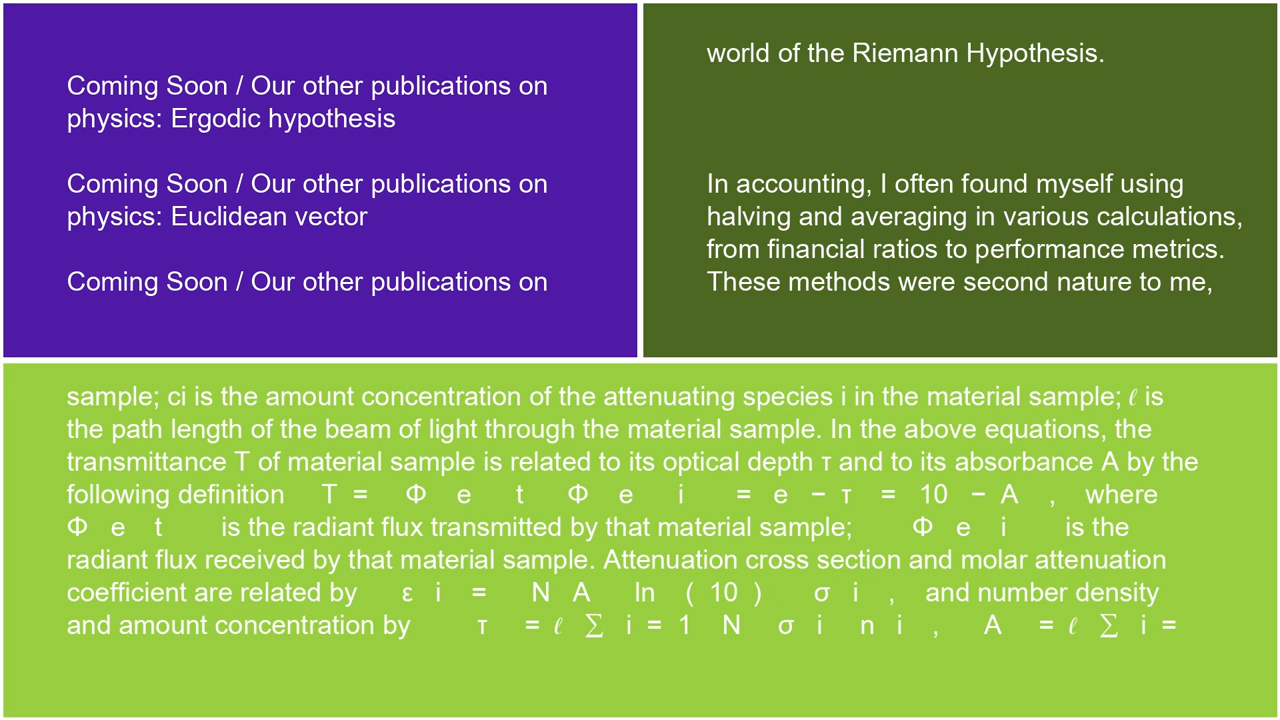 Coming Soon / Our other publications on
physics: Ergodic hypothesis
Coming Soon / Our other publications on
physics: Euclidean vector
Coming Soon / Our other publications on
world of the Riemann Hypothesis.
In accounting, I often found myself using
halving and averaging in various calculations,
from financial ratios to performance metrics.
These methods were second nature to me,
sample; ci is the amount concentration of the attenuating species i in the material sample; ℓ is
the path length of the beam of light through the material sample. In the above equations, the
transmittance T of material sample is related to its optical depth τ and to its absorbance A by the
following definition T = Φ e t Φ e i = e − τ = 10 − A , where
Φ e t is the radiant flux transmitted by that material sample; Φ e i is the
radiant flux received by that material sample. Attenuation cross section and molar attenuation
coefficient are related by ε i = N A ln ( 10 ) σ i , and number density
and amount concentration by τ = ℓ ∑ i = 1 N σ i n i , A = ℓ ∑ i =